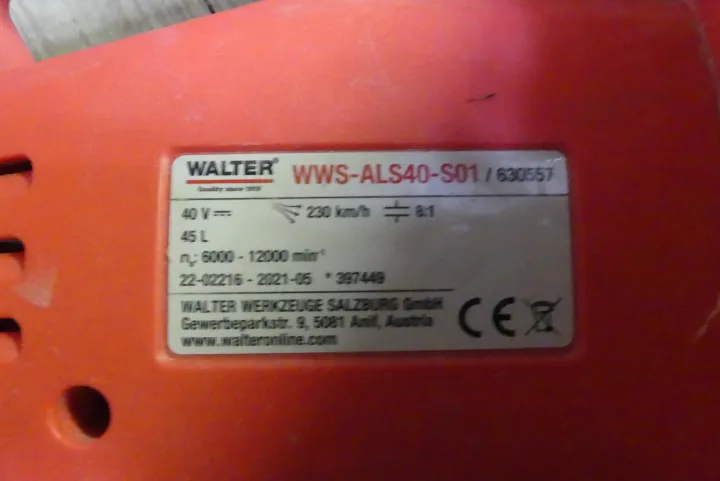 WALTER® WWS-ALS40-S01 / 630557
Quality since 1919
40 V 230 km/h 8:1
45 L
n₀: 6000 - 12000 min⁻¹
22-02216 - 2021-05 * 397449
WALTER WERKZEUGE SALZBURG GmbH
Gewerbeparkstr. 9, 5081 Anif, Austria
www.walteronline.com
CE